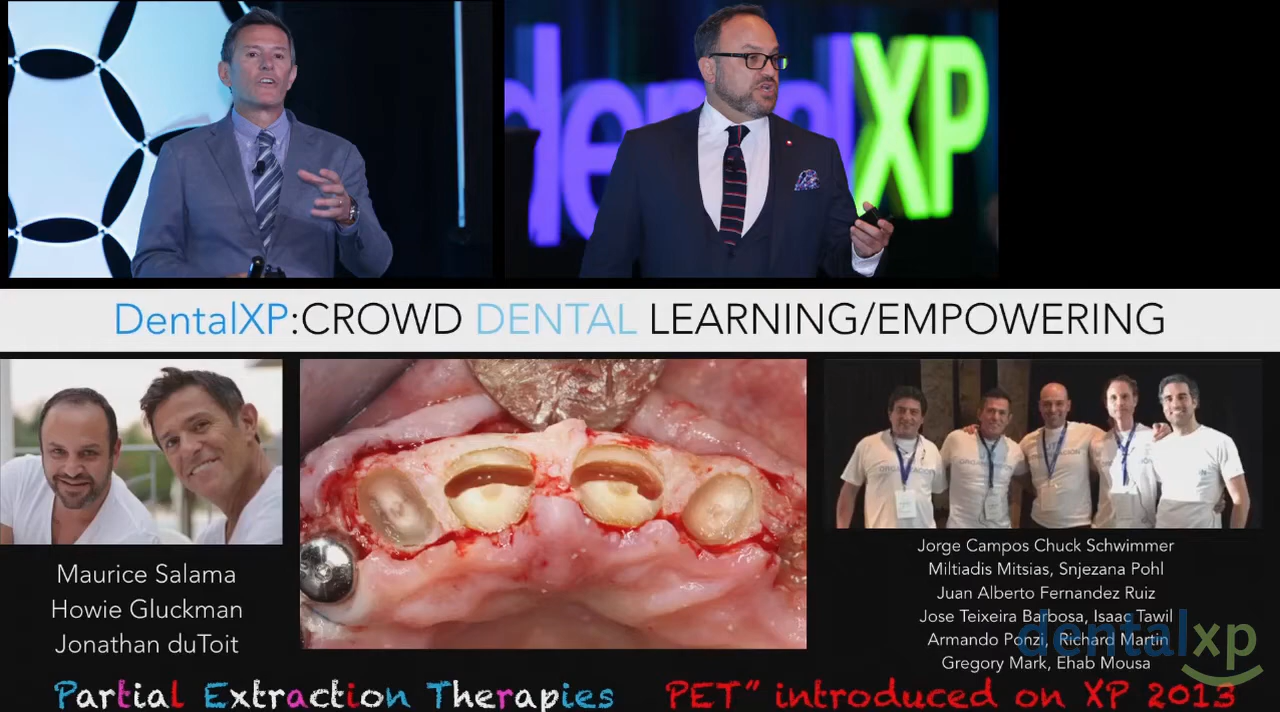 dentalXP
DentalXP:CROWD DENTAL LEARNING/EMPOWERING
ORGANIZACION
Maurice Salama
Howie Gluckman
Jonathan duToit
Jorge Campos Chuck Schwimmer
Miltiadis Mitsias, Snjezana Pohl
Juan Alberto Fernandez Ruiz
Jose Teixeira Barbosa, Isaac Tawil
Armando Ponzi, Richard Martin
Gregory Mark, Ehab Mousa
dentalxp
Partial Extraction Therapies PET” introduced on XP 2013